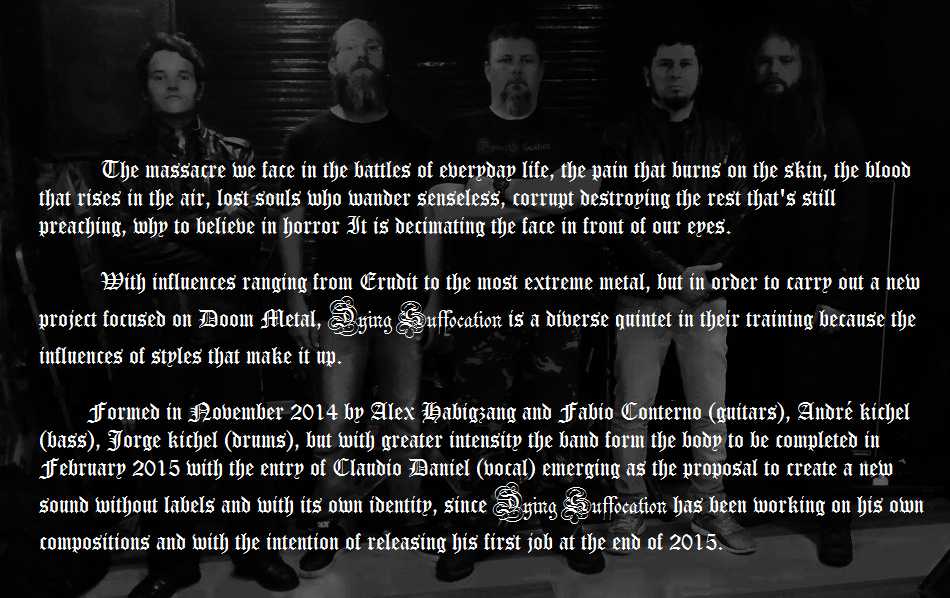 The massacre we face in the battles of everyday life, the pain that burns on the skin, the blood
that rises in the air, lost souls who wander senseless, corrupt destroying the rest that's still
preaching, why to believe in horror It is decimating the face in front of our eyes.
With influences ranging from Erudit to the most extreme metal, but in order to carry out a new
project focused on Doom Metal, Dying Suffocation is a diverse quintet in their training because the
influences of styles that make it up.
Formed in November 2014 by Alex Habigzang and Fabio Conterno (guitars), André kichel
(bass), Jorge kichel (drums), but with greater intensity the band form the body to be completed in
February 2015 with the entry of Claudio Daniel (vocal) emerging as the proposal to create a new
sound without labels and with its own identity, since Dying Suffocation has been working on his own
compositions and with the intention of releasing his first job at the end of 2015.